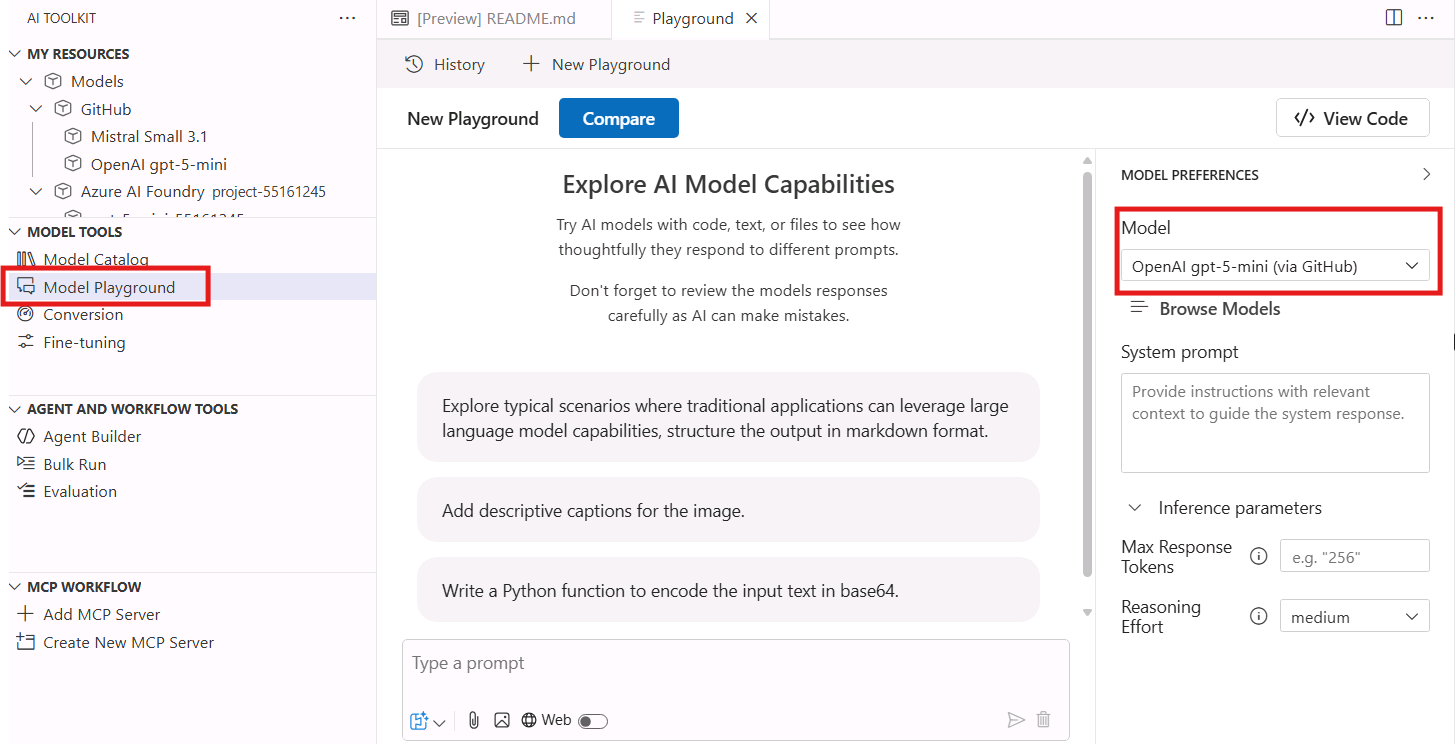 AI TOOLKIT
MY RESOURCES
Models
GitHub
Mistral Small 3.1
OpenAI gpt-5-mini
Azure AI Foundry project-55161245
MODEL TOOLS
Model Catalog
Model Playground
Conversion
Fine-tuning
AGENT AND WORKFLOW TOOLS
Agent Builder
Bulk Run
Evaluation
MCP WORKFLOW
Add MCP Server
Create New MCP Server
[Preview] README.md
Playground
History
New Playground
New Playground
Compare
View Code
Explore AI Model Capabilities
Try AI models with code, text, or files to see how
thoughtfully they respond to different prompts.
Don't forget to review the models responses
carefully as AI can make mistakes.
Explore typical scenarios where traditional applications can leverage large
language model capabilities, structure the output in markdown format.
Add descriptive captions for the image.
Write a Python function to encode the input text in base64.
Type a prompt
Web
MODEL PREFERENCES
Model
OpenAI gpt-5-mini (via GitHub)
Browse Models
System prompt
Provide instructions with relevant
context to guide the system response.
Inference parameters
Max Response
Tokens
e.g. "256"
Reasoning
Effort
medium